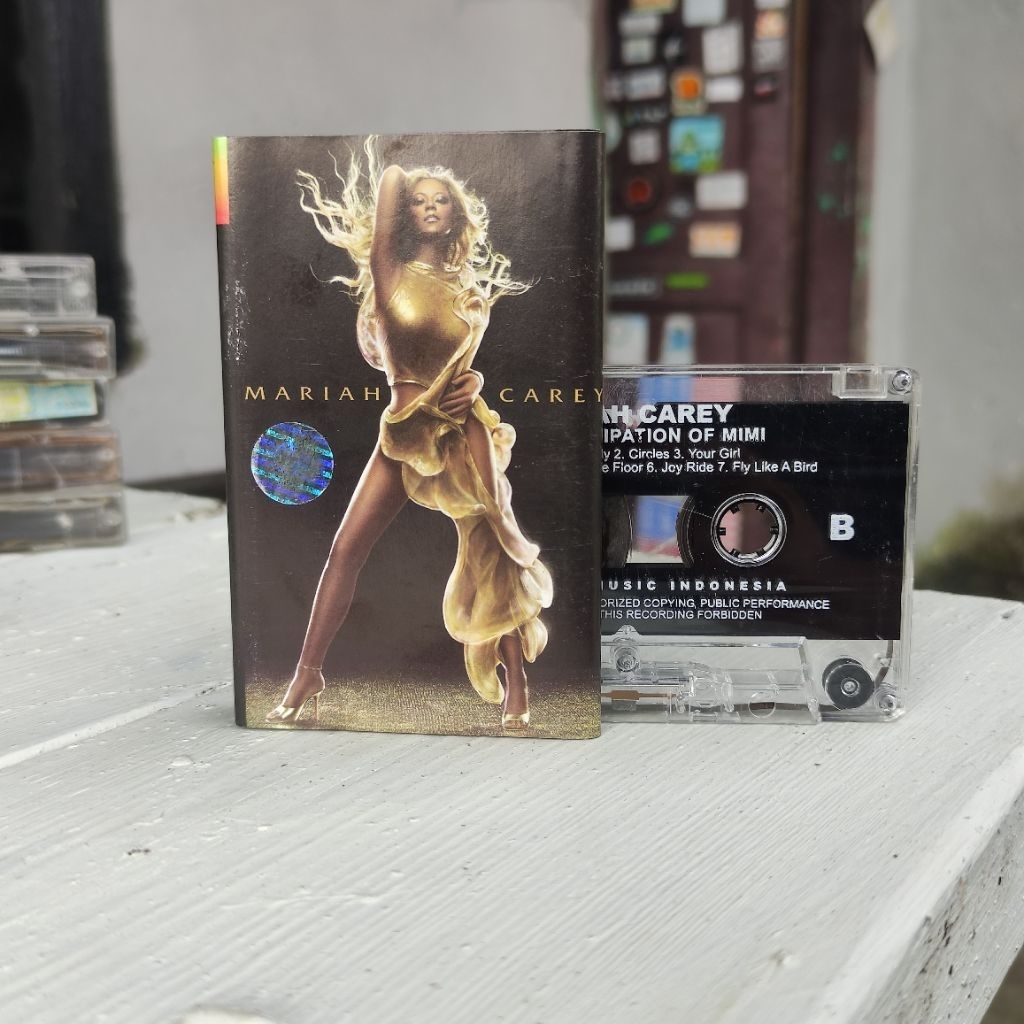 MARIAH CAREY
AH CAREY
IPATION OF MIMI
y 2. Circles 3. Your Girl
e Floor 6. Joy Ride 7. Fly Like A Bird
B
MUSIC INDONESIA
ORIZED COPYING, PUBLIC PERFORMANCE
THIS RECORDING FORBIDDEN